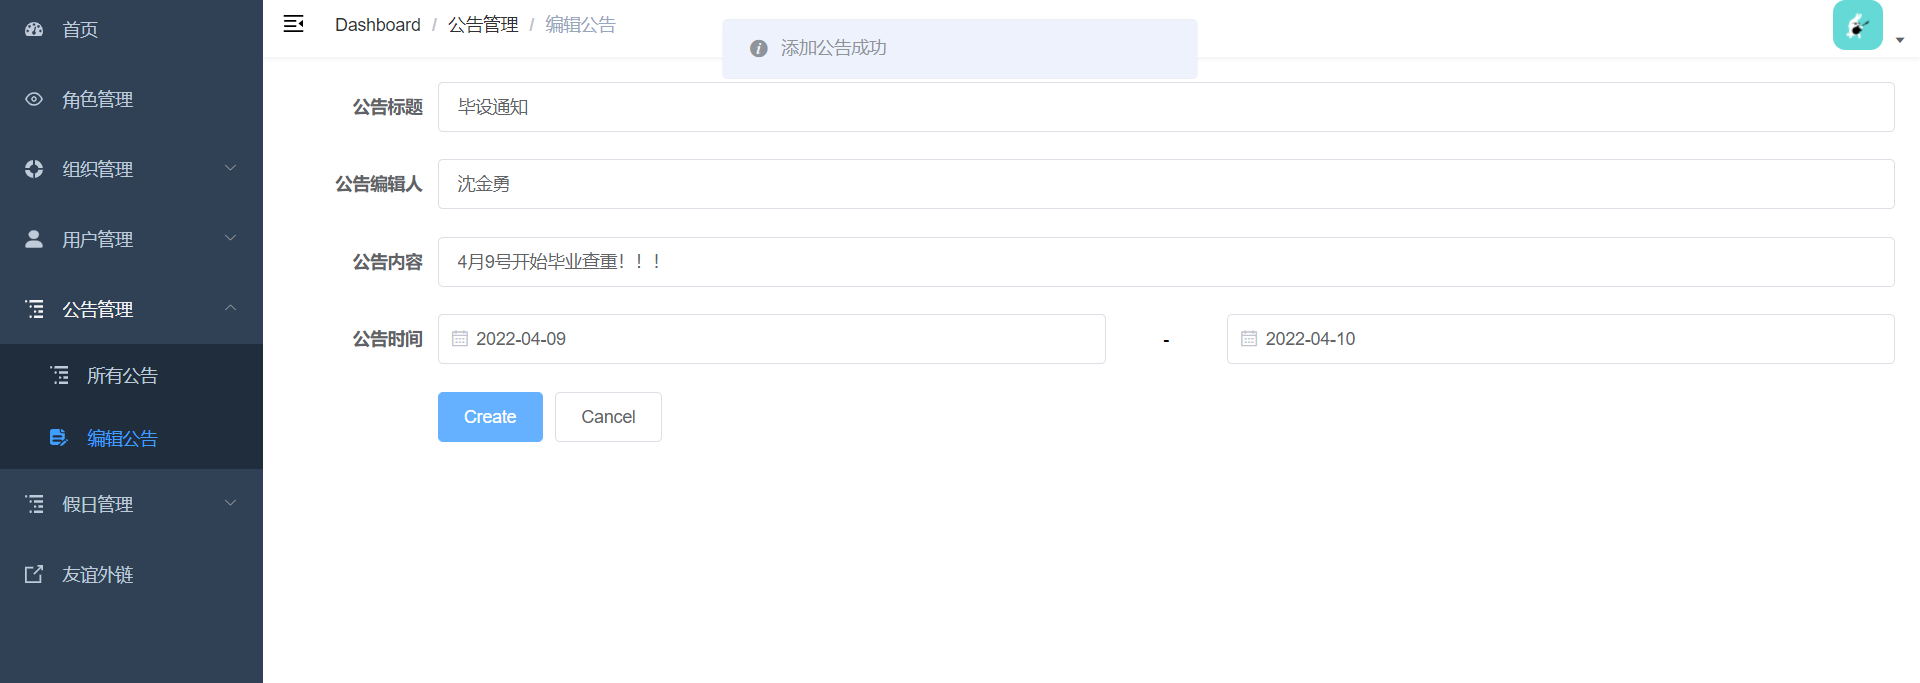 首页
角色管理
组织管理
用户管理
公告管理
所有公告
编辑公告
假日管理
友谊外链
Dashboard / 公告管理 / 编辑公告
添加公告成功
公告标题 毕设通知
公告编辑人 沈金勇
公告内容 4月9号开始毕业查重！！！
公告时间 2022-04-09 - 2022-04-10
Create Cancel